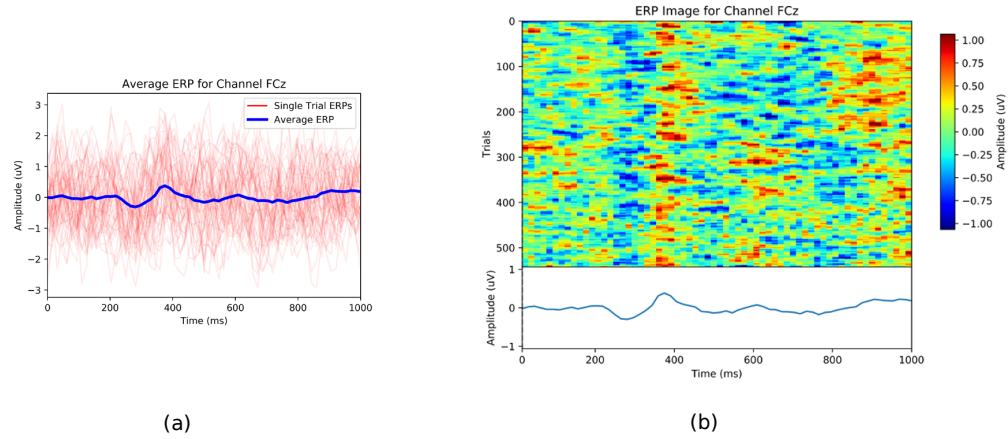 Average ERP for Channel FCz
Single Trial ERPs
Average ERP
Amplitude (uV)
3
2
1
0
−1
−2
−3
0 200 400 600 800 1000
Time (ms)
(a)
ERP Image for Channel FCz
Trials
0
100
200
300
400
500
Amplitude (uV)
1
0
−1
0 200 400 600 800 1000
Time (ms)
1.00
0.75
0.50
0.25
0.00
−0.25
−0.50
−0.75
−1.00
Amplitude (uV)
(b)